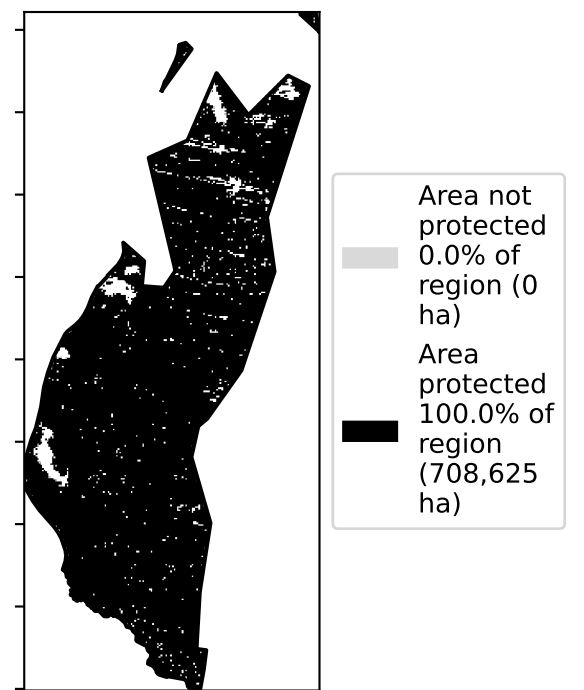 Area not
protected
0.0% of
region (0
ha)
Area
protected
100.0% of
region
(708,625
ha)